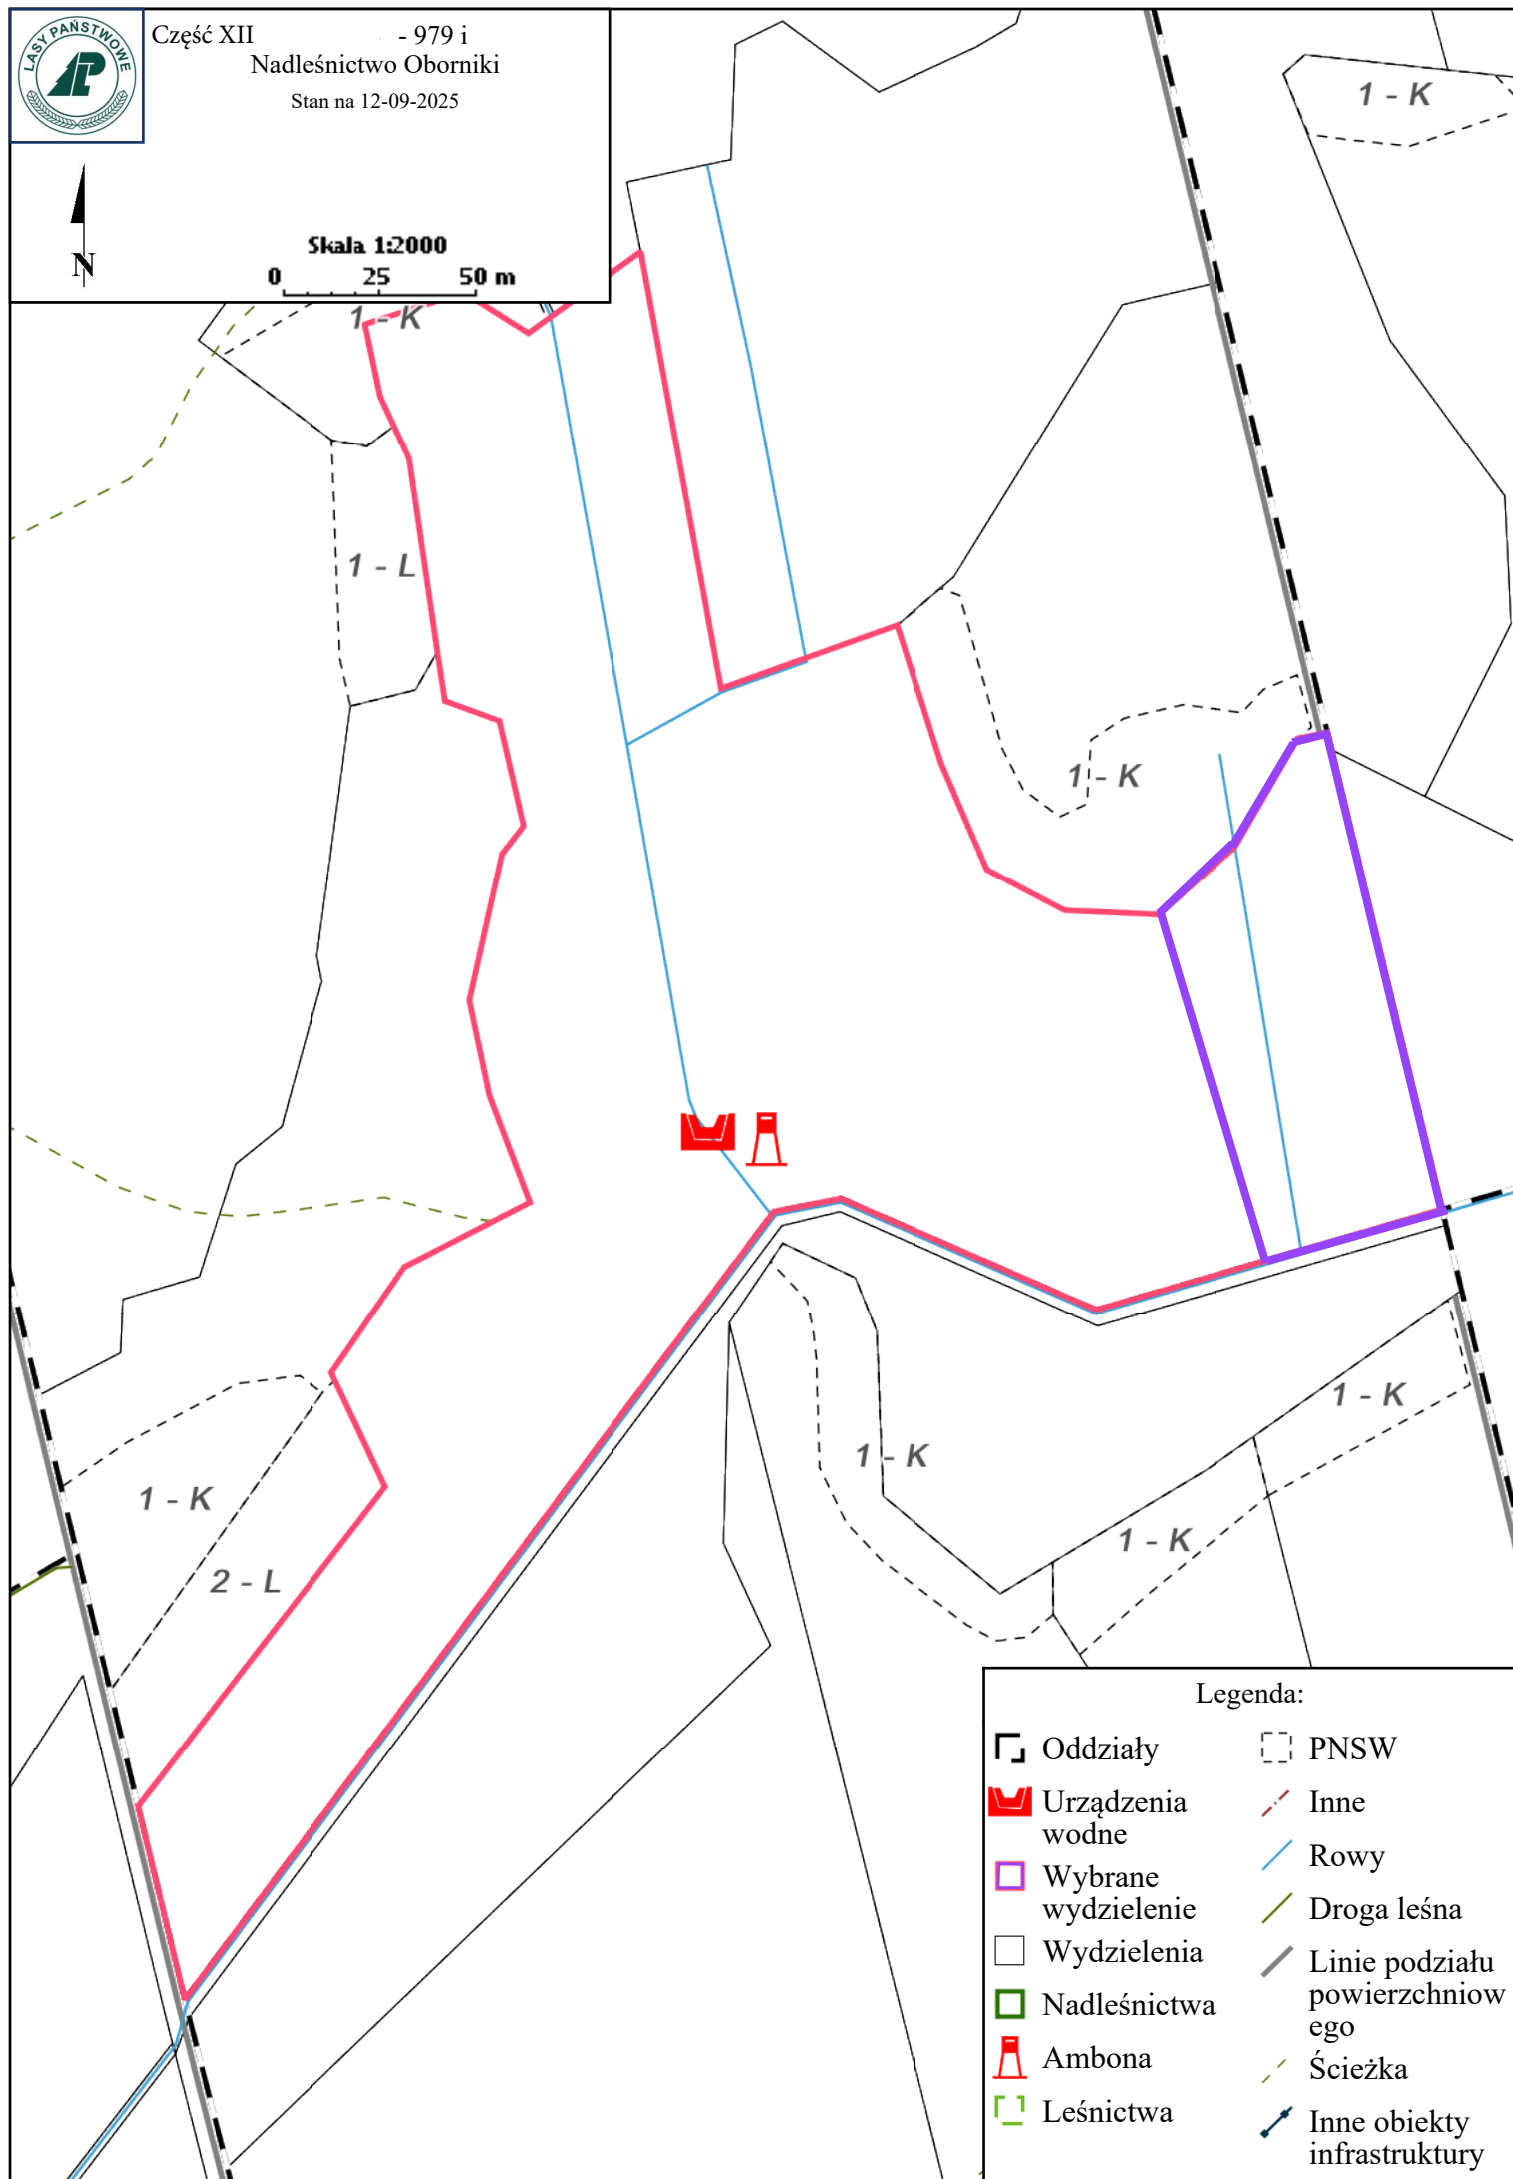 LASY PAŃSTWOWE
Część XII - 979 i
Nadleśnictwo Oborniki
Stan na 12-09-2025
N
Skala 1:2000
0 25 50 m
1 - K
1 - K
1 - L
1 - K
1 - K
1 - K
1 - K
1 - K
2 - L
Legenda:
Oddziały
Urządzenia
wodne
Wybrane
wydzielenie
Wydzielenia
Nadleśnictwa
Ambona
Leśnictwa
PNSW
Inne
Rowy
Droga leśna
Linie podziału
powierzchniow
ego
Ścieżka
Inne obiekty
infrastruktury